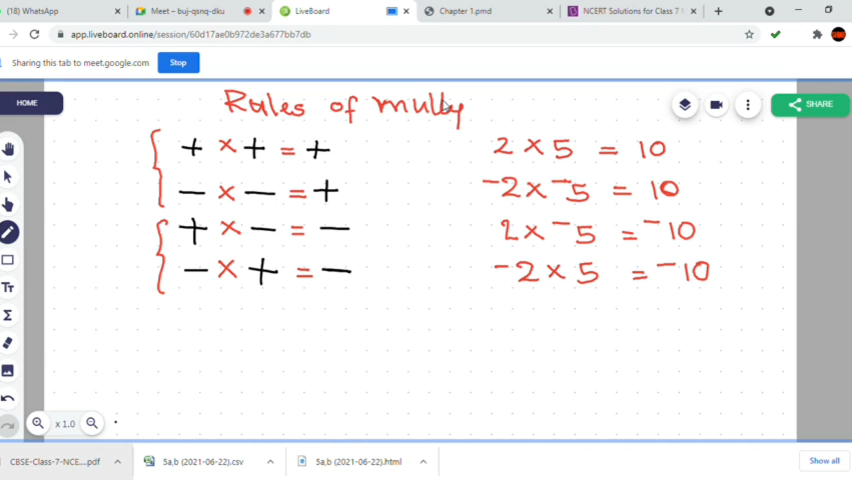 (18) WhatsApp
Meet – buj-qsnq-dku
LiveBoard
Chapter 1.pmd
NCERT Solutions for Class 7 M
app.liveboard.online/session/60d17ae0b972de3a677bb7db
Sharing this tab to meet.google.com
Stop
HOME
Rules of multy
SHARE
+ × + = +
2 × 5 = 10
− × − = +
−2 × −5 = 10
+ × − = −
2 × −5 = −10
− × + = −
−2 × 5 = −10
x 1.0
CBSE-Class-7-NCE....pdf
5a,b (2021-06-22).csv
5a,b (2021-06-22).html
Show all